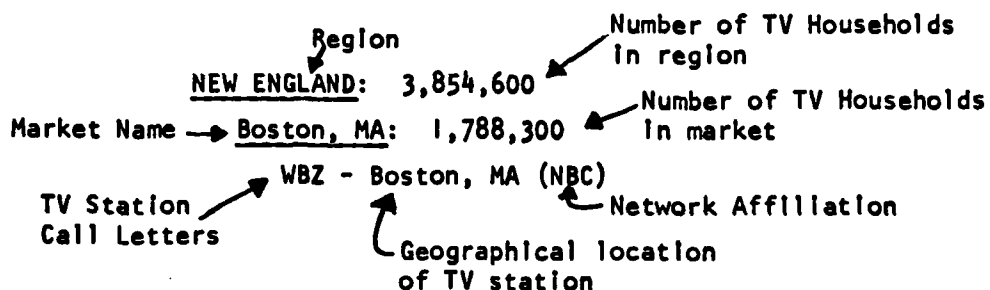 Region
Number of TV Households
in region
NEW ENGLAND: 3,854,600
Number of TV Households
in market
Market Name
Boston, MA: 1,788,300
WBZ - Boston, MA (NBC)
TV Station
Call Letters
Network Affiliation
Geographical location
of TV station